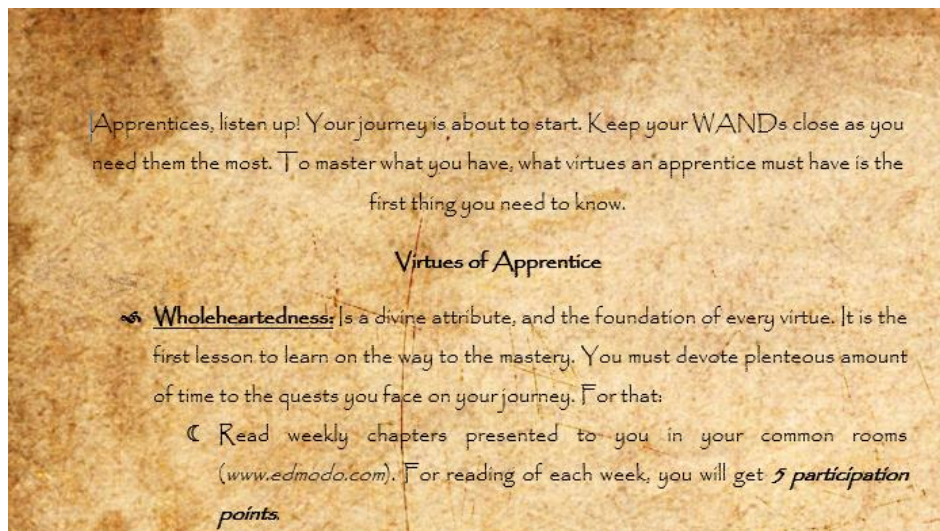 Apprentices, listen up! Your journey is about to start. Keep your WANDs close as you
need them the most. To master what you have, what virtues an apprentice must have is the
first thing you need to know.
Virtues of Apprentice
Wholeheartedness: Is a divine attribute, and the foundation of every virtue. It is the
first lesson to learn on the way to the mastery. You must devote plenteous amount
of time to the quests you face on your journey. For that:
☾ Read weekly chapters presented to you in your common rooms
(www.edmodo.com). For reading of each week, you will get 5 participation
points.